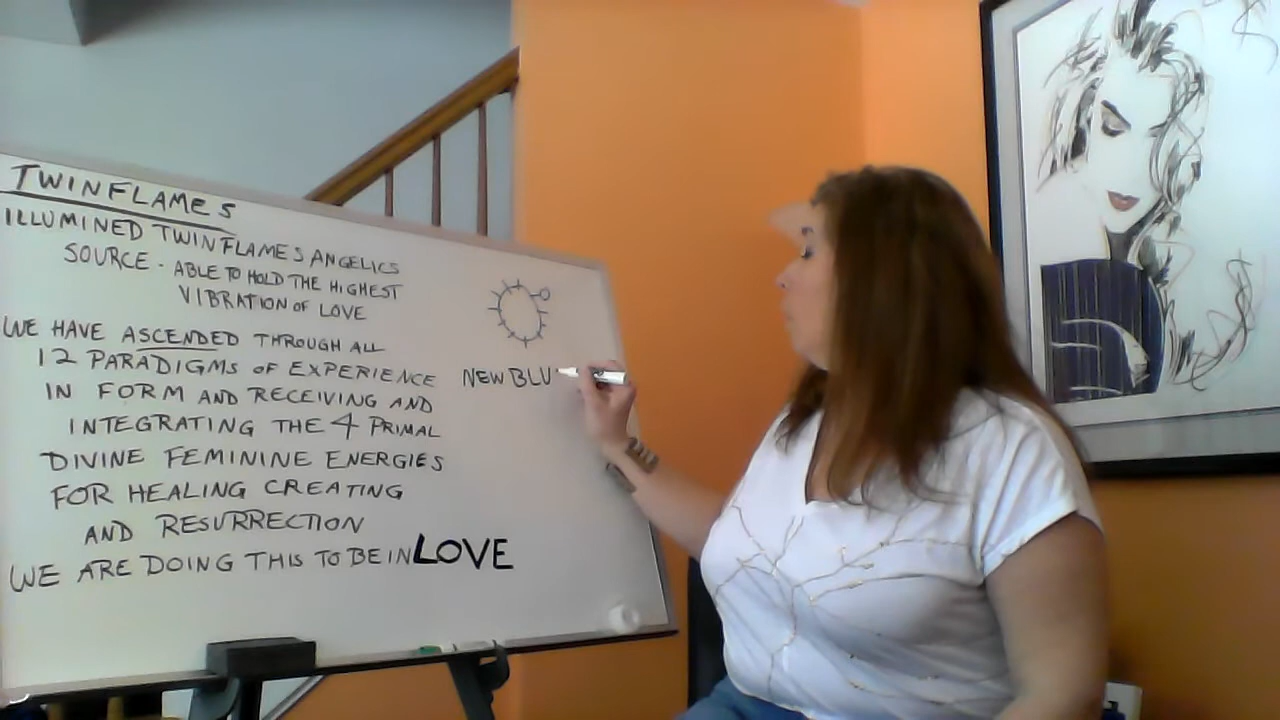 TWINFLAMES
ILLUMINED TWINFLAMES ANGELICS
SOURCE - ABLE TO HOLD THE HIGHEST
VIBRATION OF LOVE
WE HAVE ASCENDED THROUGH ALL
12 PARADIGMS OF EXPERIENCE
IN FORM AND RECEIVING AND
INTEGRATING THE 4 PRIMAL
DIVINE FEMININE ENERGIES
FOR HEALING CREATING
AND RESURRECTION
WE ARE DOING THIS TO BE IN LOVE
NEW BLU